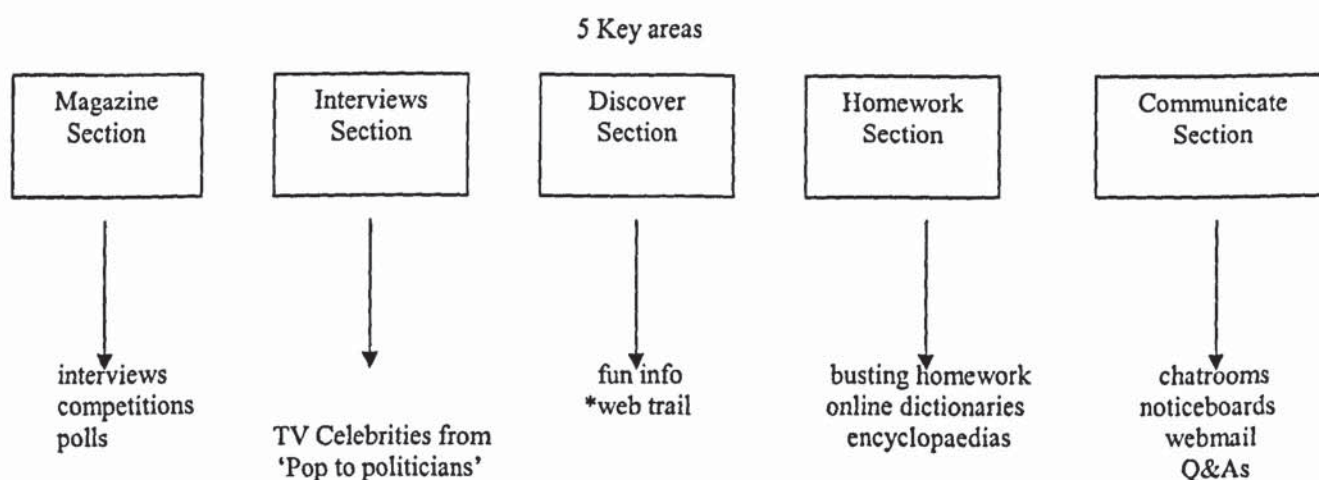 5 Key areas
Magazine
Section
Interviews
Section
Discover
Section
Homework
Section
Communicate
Section
interviews
competitions
polls
TV Celebrities from
‘Pop to politicians’
fun info
*web trail
busting homework
online dictionaries
encyclopaedias
chatrooms
noticeboards
webmail
Q&As